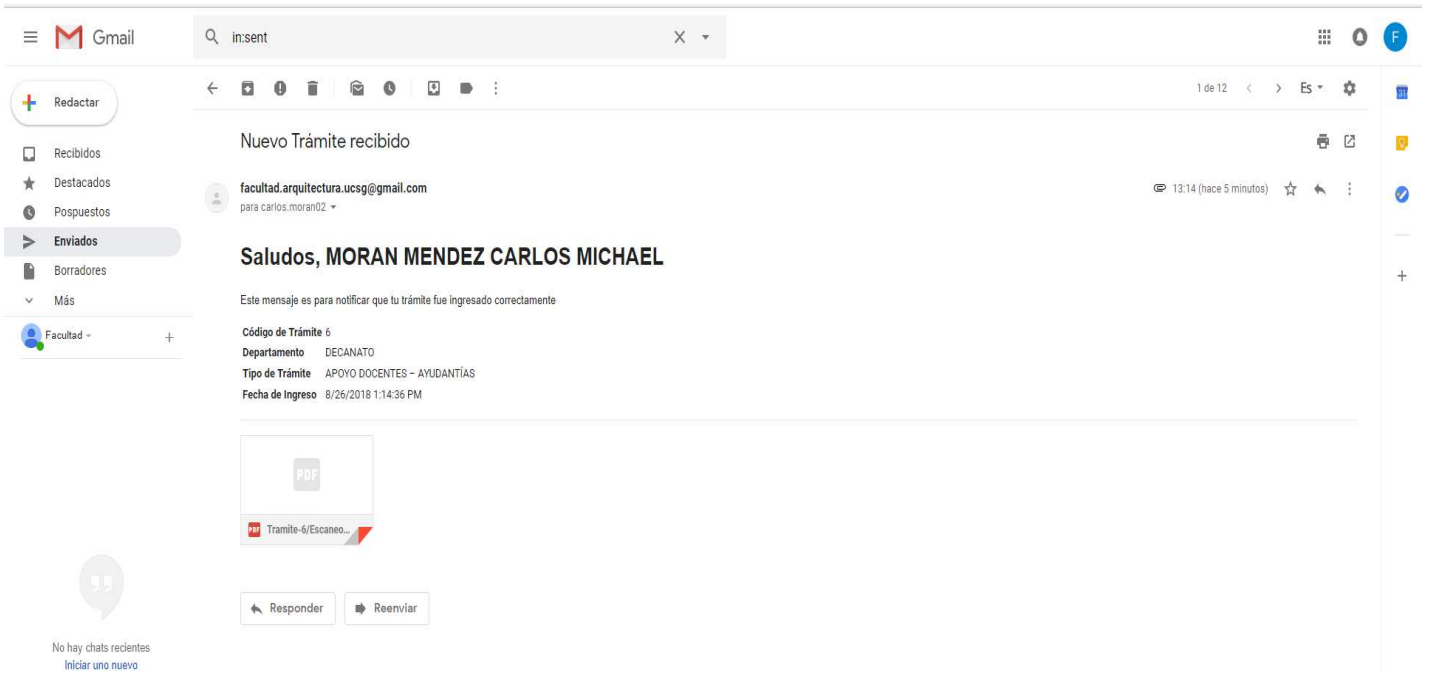 Gmail
in:sent
F
Redactar
1 de 12
Es
31
Nuevo Trámite recibido
Recibidos
Destacados
Pospuestos
Enviados
Borradores
Más
Facultad
facultad.arquitectura.ucsg@gmail.com
13:14 (hace 5 minutos)
para carlos.moran02
Saludos, MORAN MENDEZ CARLOS MICHAEL
Este mensaje es para notificar que tu trámite fue ingresado correctamente
Código de Trámite 6
Departamento DECANATO
Tipo de Trámite APOYO DOCENTES – AYUDANTÍAS
Fecha de Ingreso 8/26/2018 1:14:36 PM
PDF
PDF Tramite-6/Escaneo...
Responder
Reenviar
No hay chats recientes
Iniciar uno nuevo